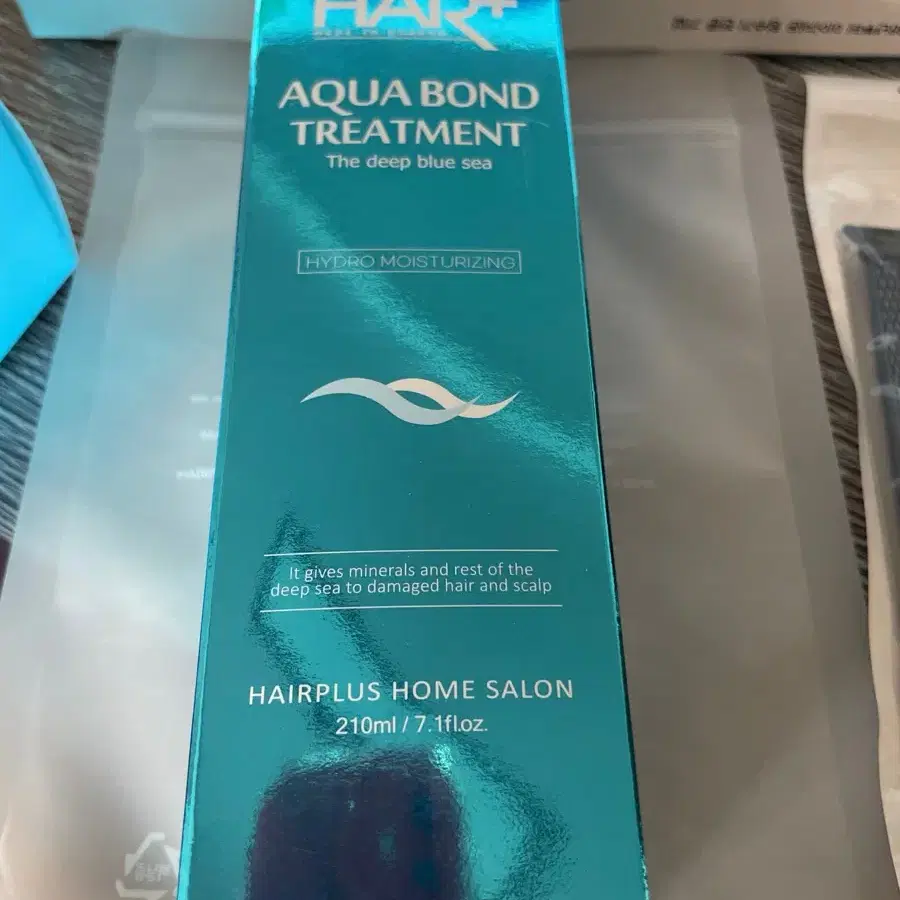 HAR+
AQUA BOND
TREATMENT
The deep blue sea
HYDRO MOISTURIZING
It gives minerals and rest of the
deep sea to damaged hair and scalp
HAIRPLUS HOME SALON
210ml / 7.1fl.oz.